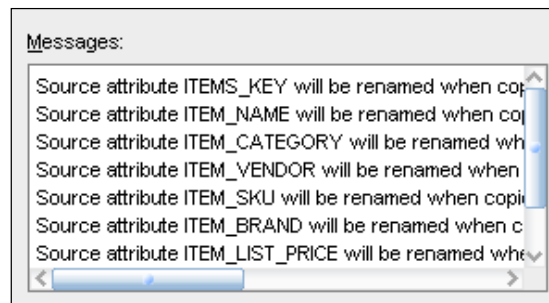 Messages:
Source attribute ITEMS_KEY will be renamed when
Source attribute ITEM_NAME will be renamed when
Source attribute ITEM_CATEGORY will be renamed
Source attribute ITEM_VENDOR will be renamed when
Source attribute ITEM_SKU will be renamed when
Source attribute ITEM_BRAND will be renamed when
Source attribute ITEM_LIST_PRICE will be renamed